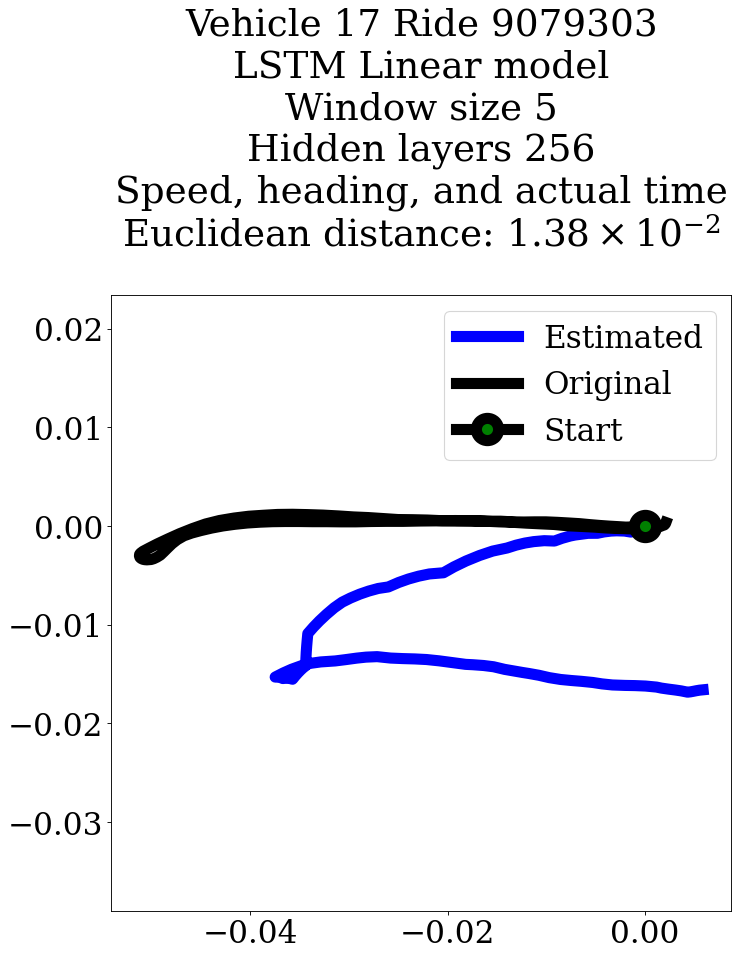 Vehicle 17 Ride 9079303
LSTM Linear model
Window size 5
Hidden layers 256
Speed, heading, and actual time
Euclidean distance: 1.38 × 10⁻²
Estimated
Original
Start
0.02
0.01
0.00
−0.01
−0.02
−0.03
−0.04
−0.02
0.00